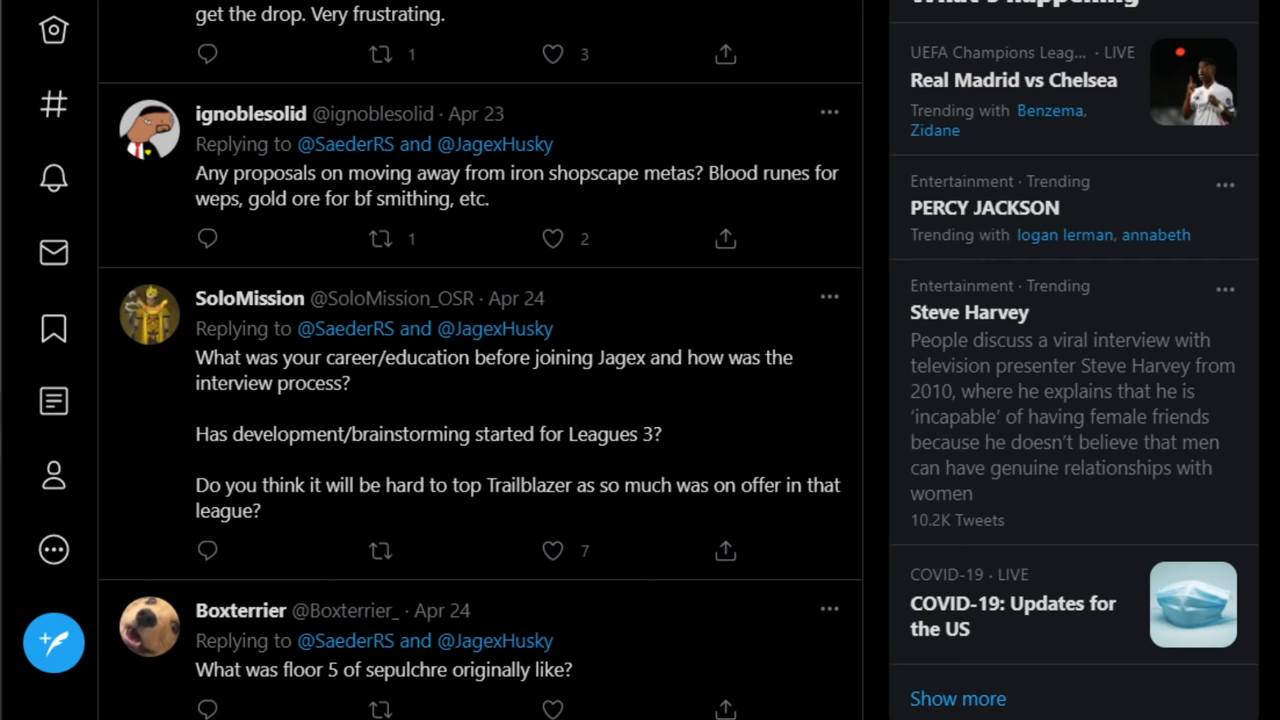 get the drop. Very frustrating.
1
3
ignoblesolid @ignoblesolid · Apr 23
Replying to @SaederRS and @JagexHusky
Any proposals on moving away from iron shopscape metas? Blood runes for
weps, gold ore for bf smithing, etc.
1
2
SoloMission @SoloMission_OSR · Apr 24
Replying to @SaederRS and @JagexHusky
What was your career/education before joining Jagex and how was the
interview process?
Has development/brainstorming started for Leagues 3?
Do you think it will be hard to top Trailblazer as so much was on offer in that
league?
7
Boxterrier @Boxterrier_ · Apr 24
Replying to @SaederRS and @JagexHusky
What was floor 5 of sepulchre originally like?
What's happening
UEFA Champions Leag... · LIVE
Real Madrid vs Chelsea
Trending with Benzema,
Zidane
Entertainment · Trending
PERCY JACKSON
Trending with logan lerman, annabeth
Entertainment · Trending
Steve Harvey
People discuss a viral interview with
television presenter Steve Harvey from
2010, where he explains that he is
‘incapable’ of having female friends
because he doesn’t believe that men
can have genuine relationships with
women
10.2K Tweets
COVID-19 · LIVE
COVID-19: Updates for
the US
Show more